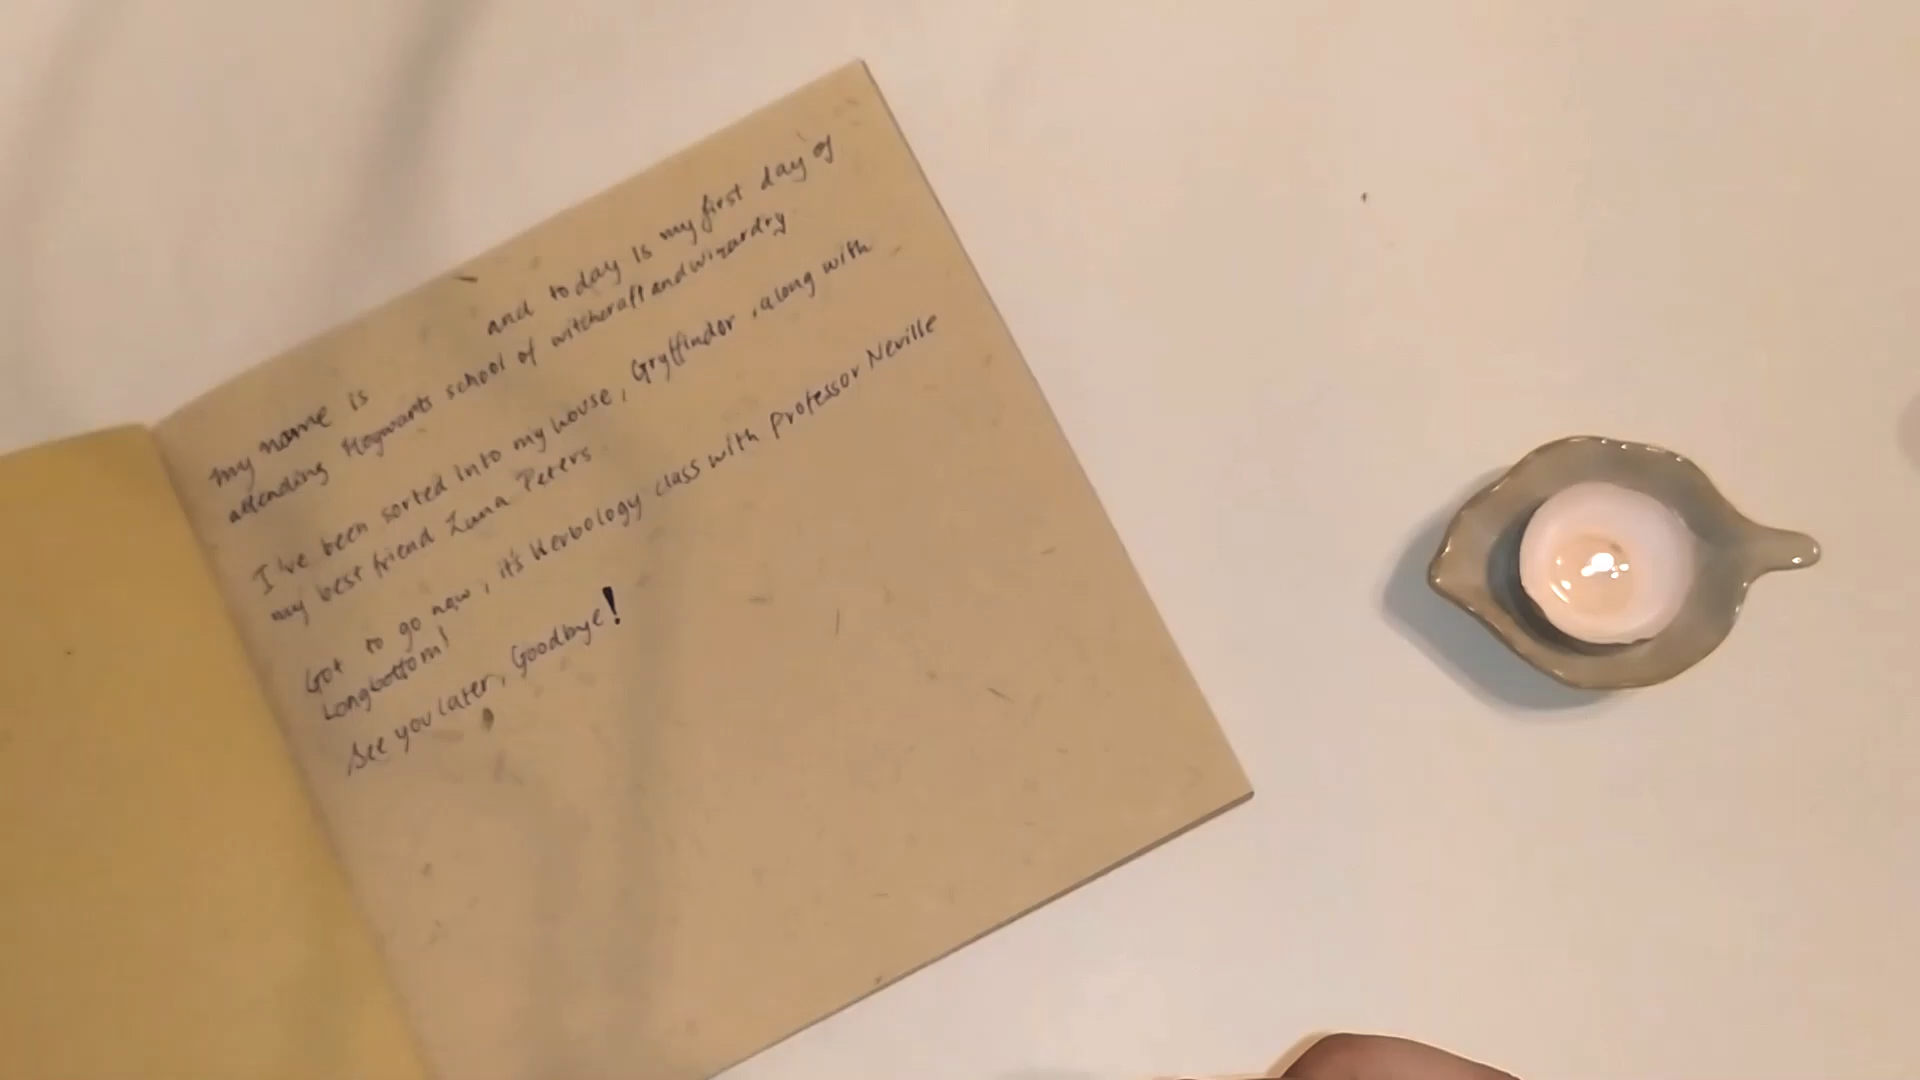 My name is and today is my first day of
attending Hogwarts school of witchcraft and wizardry
I've been sorted into my house, Gryffindor, along with
my best friend Luna Peters
Got to go now, it's Herbology class with Professor Neville
Longbottom!
See you later, Goodbye!